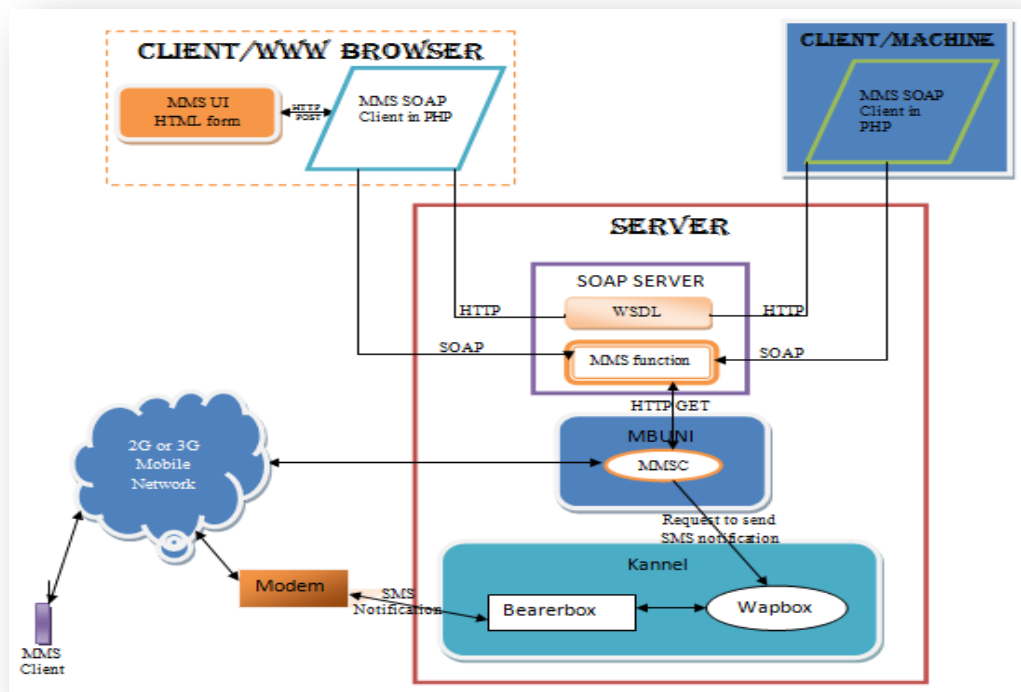 CLIENT/WWW BROWSER
MMS UI
HTML form
HTTP
POST
MMS SOAP
Client in PHP
CLIENT/MACHINE
MMS SOAP
Client in
PHP
SERVER
SOAP SERVER
HTTP
WSDL
HTTP
SOAP
MMS function
SOAP
HTTP GET
MBUNI
MMSC
2G or 3G
Mobile
Network
Request to send
SMS notification
Kannel
Modem
SMS
Notification
Bearerbox
Wapbox
MMS
Client